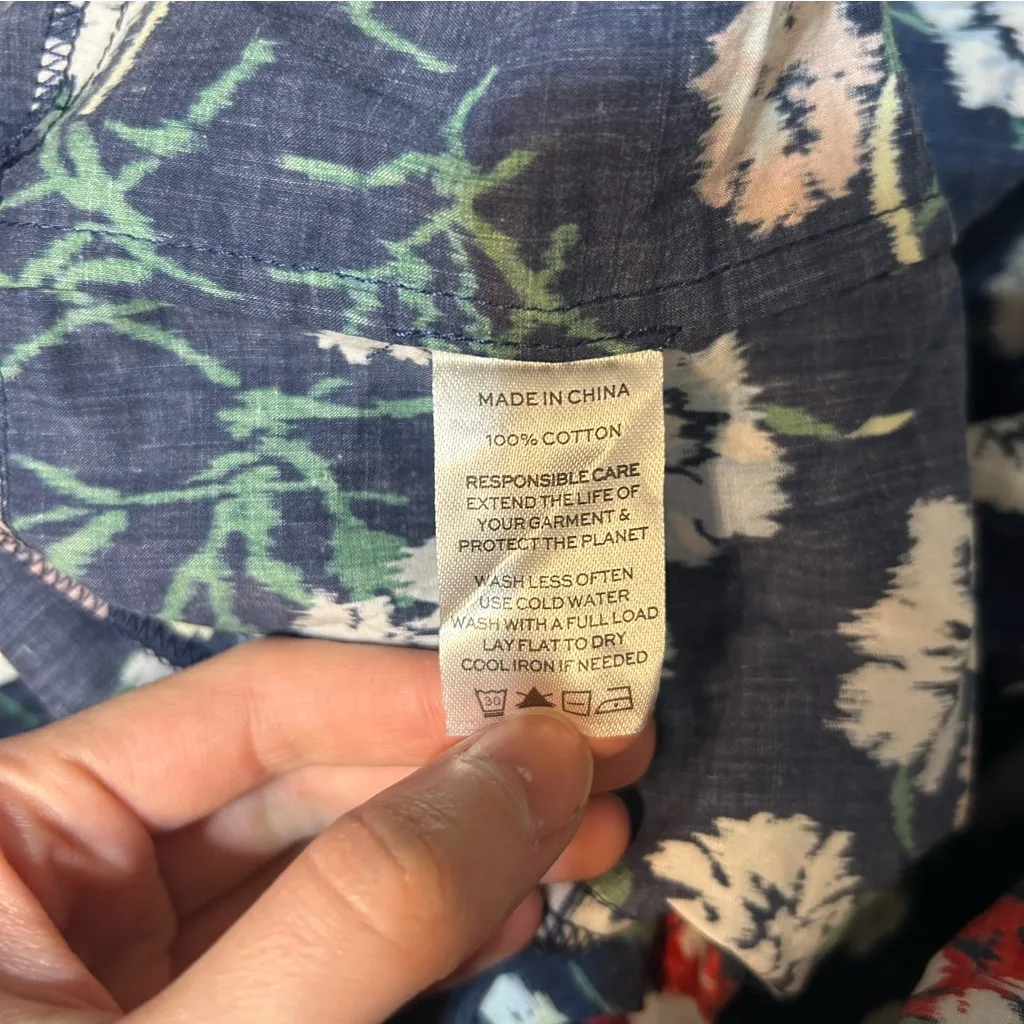 MADE IN CHINA
100% COTTON
RESPONSIBLE CARE
EXTEND THE LIFE OF
YOUR GARMENT &
PROTECT THE PLANET
WASH LESS OFTEN
USE COLD WATER
WASH WITH A FULL LOAD
LAY FLAT TO DRY
COOL IRON IF NEEDED
30